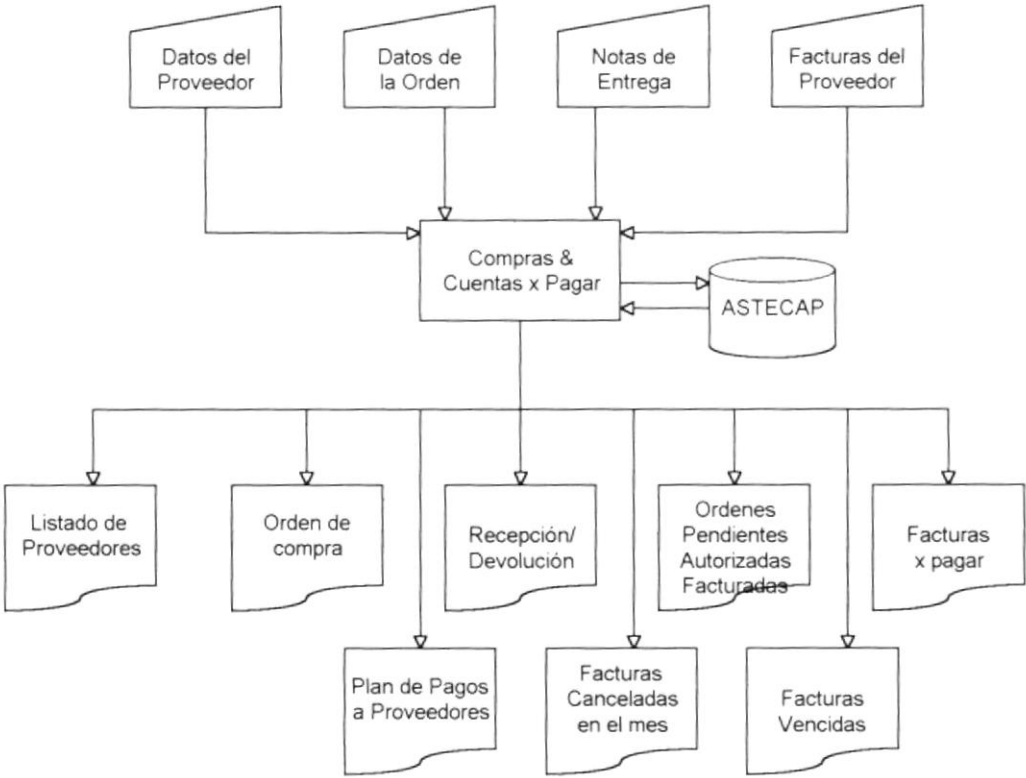 Datos del
Proveedor
Datos de
la Orden
Notas de
Entrega
Facturas del
Proveedor
Compras &
Cuentas x Pagar
ASTECAP
Listado de
Proveedores
Orden de
compra
Recepción/
Devolución
Ordenes
Pendientes
Autorizadas
Facturadas
Facturas
x pagar
Plan de Pagos
a Proveedores
Facturas
Canceladas
en el mes
Facturas
Vencidas